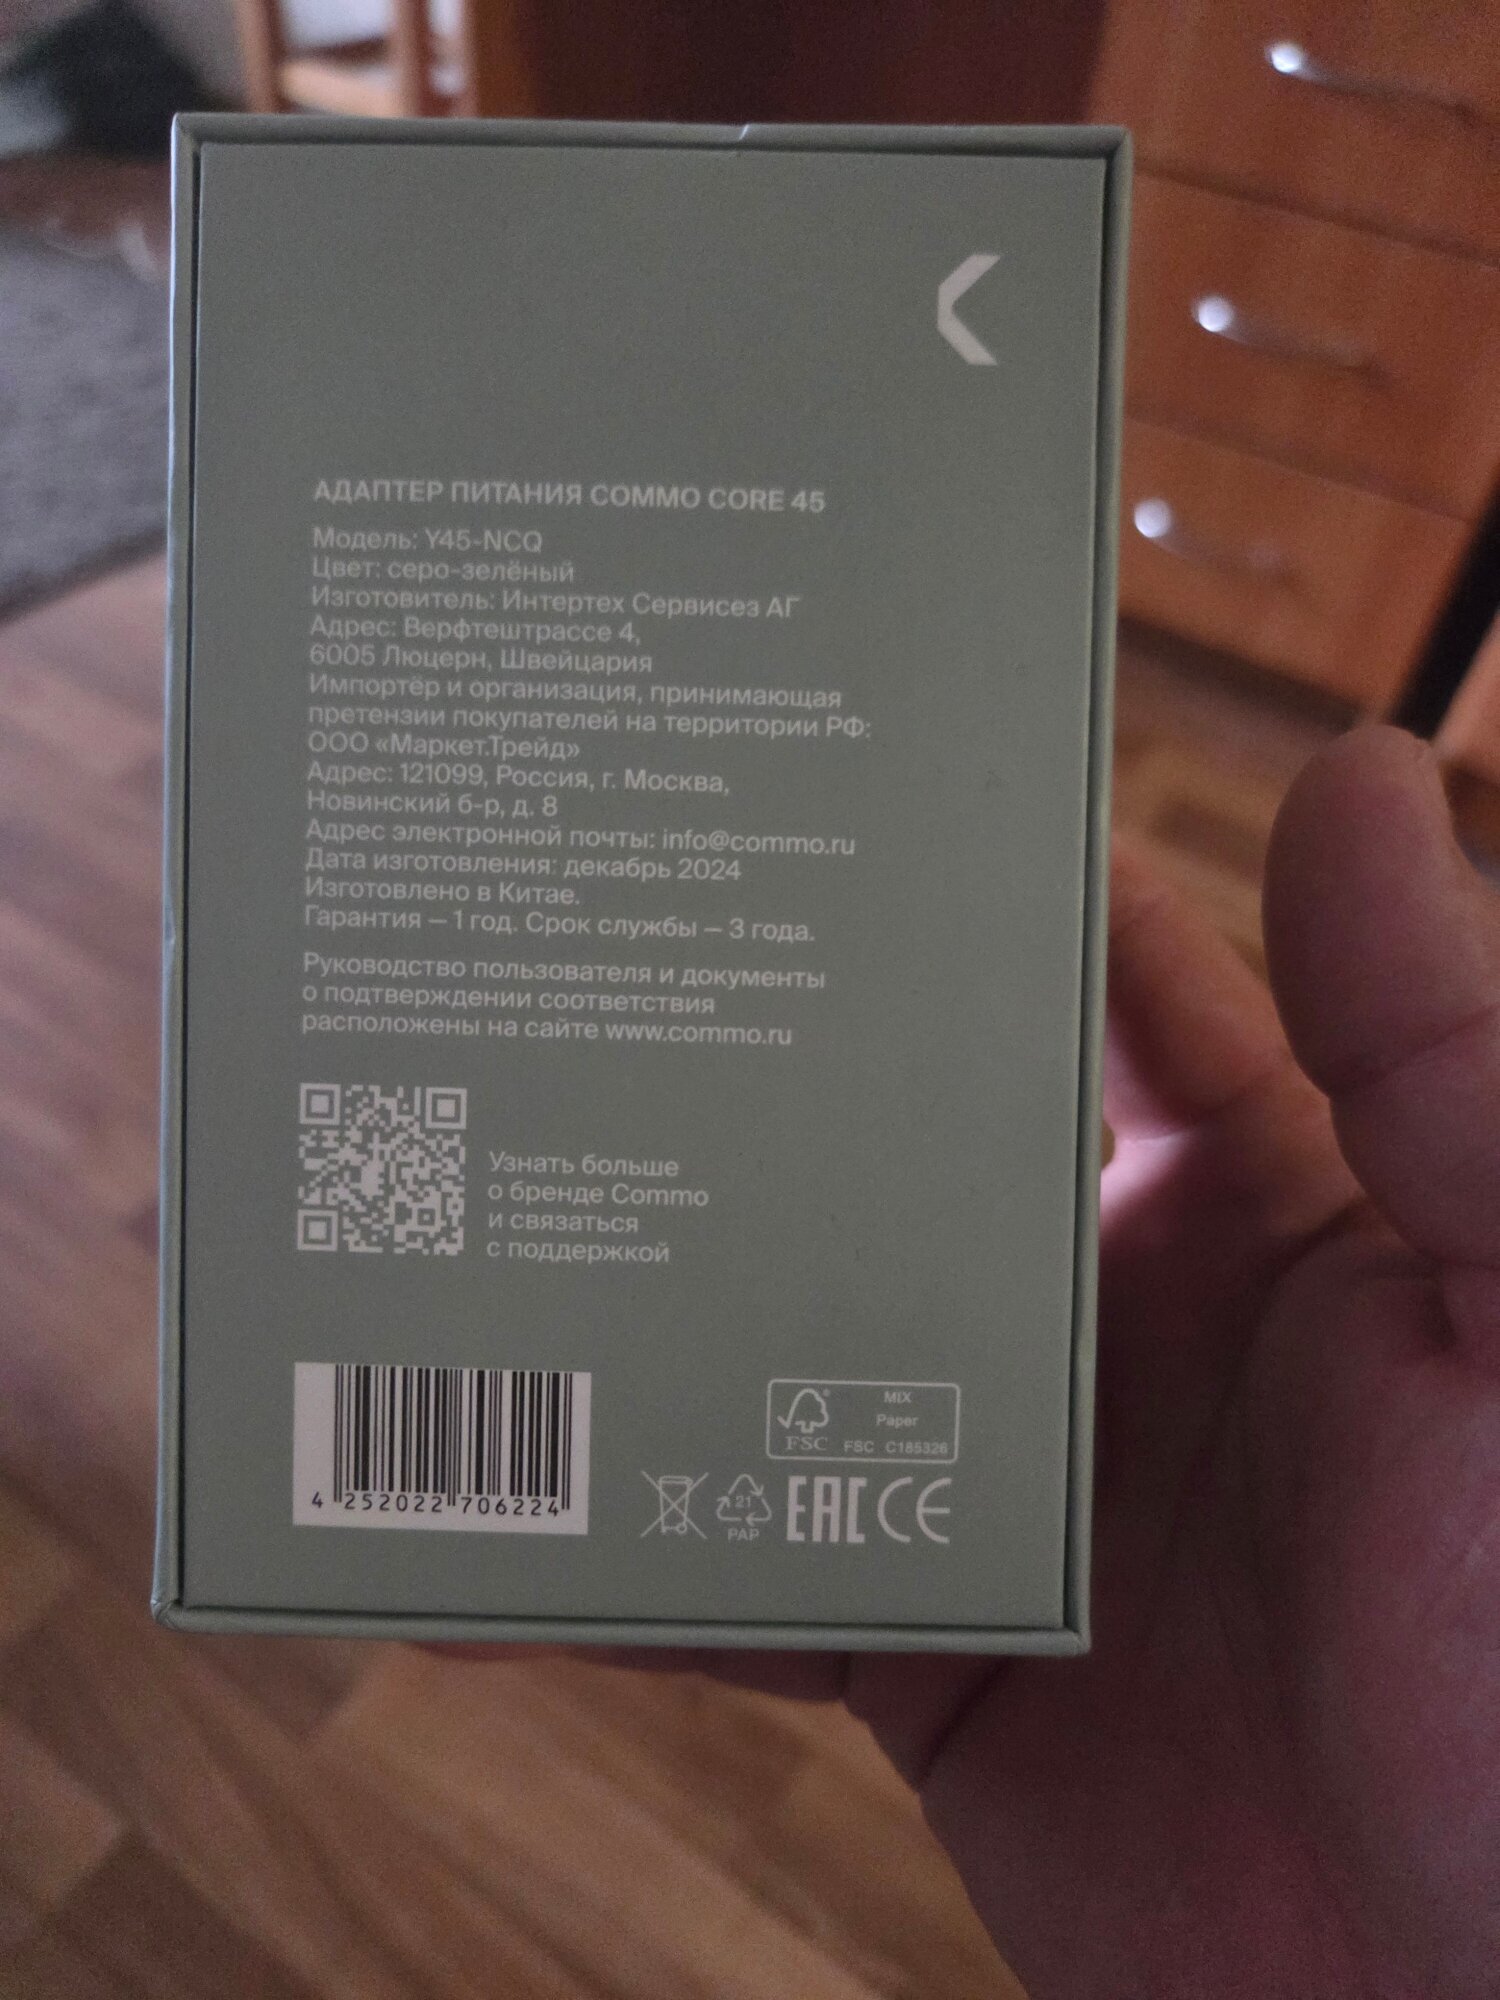 АДАПТЕР ПИТАНИЯ COMMO CORE 45
Модель: Y45-NCQ
Цвет: серо-зелёный
Изготовитель: Интертех Сервисез АГ
Адрес: Верфтештрассе 4,
6005 Люцерн, Швейцария
Импортёр и организация, принимающая
претензии покупателей на территории РФ:
ООО «Маркет.Трейд»
Адрес: 121099, Россия, г. Москва,
Новинский б-р, д. 8
Адрес электронной почты: info@commo.ru
Дата изготовления: декабрь 2024
Изготовлено в Китае.
Гарантия – 1 год. Срок службы – 3 года.
Руководство пользователя и документы
о подтверждении соответствия
расположены на сайте www.commo.ru
Узнать больше
о бренде Commo
и связаться
с поддержкой
4 252022 706224
MIX
Paper
FSC FSC C185326
21
PAP
EAC CE